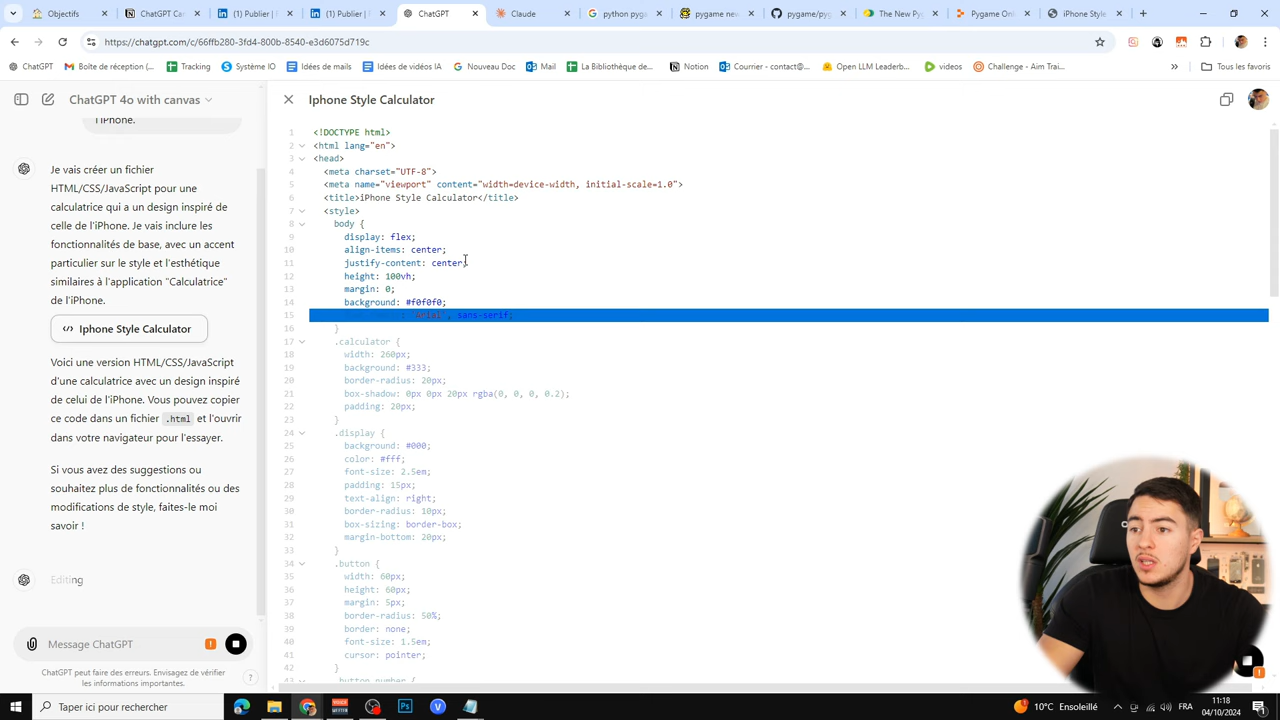 Objectifs
ChatGPT Can
(1) Publier |
(1) Publier |
ChatGPT
Claude
python
pygame/pyg
The New Pyg
Pygame Onli
iPhone Style
https://chatgpt.com/c/66ffb280-3fd4-800b-8540-e3d6075d719c
ChatGPT
Boîte de réception (...
Tracking
Système IO
Idées de mails
Idées de vidéos IA
Nouveau Doc
Mail
La Bibliothèque de...
Notion
Courrier - contact@...
Open LLM Leaderb...
videos
Challenge - Aim Trai...
Tous les favoris
ChatGPT 4o with canvas
Iphone Style Calculator
l'iPhone.
Je vais créer un fichier
HTML/CSS/JavaScript pour une
calculatrice qui a un design inspiré de
celle de l'iPhone. Je vais inclure les
fonctionnalités de base, avec un accent
particulier sur le style et l'esthétique
similaires à l'application "Calculatrice"
de l'iPhone.
Iphone Style Calculator
Voici une version HTML/CSS/JavaScript
d'une calculatrice avec un design inspiré
de celui de l'iPhone. Vous pouvez copier
ce code dans un fichier .html et l'ouvrir
dans votre navigateur pour l'essayer.
Si vous avez des suggestions ou
souhaitez plus de fonctionnalités ou des
modifications de style, faites-le moi
savoir !
Editing
Message ChatGPT
ChatGPT peut faire des erreurs. Envisagez de vérifier
les informations importantes.
?
1 <!DOCTYPE html>
2 <html lang="en">
3 <head>
4 <meta charset="UTF-8">
5 <meta name="viewport" content="width=device-width, initial-scale=1.0">
6 <title>iPhone Style Calculator</title>
7 <style>
8 body {
9 display: flex;
10 align-items: center;
11 justify-content: center;
12 height: 100vh;
13 margin: 0;
14 background: #f0f0f0;
15 font-family: "Arial", sans-serif;
16 }
17 .calculator {
18 width: 260px;
19 background: #333;
20 border-radius: 20px;
21 box-shadow: 0px 0px 20px rgba(0, 0, 0, 0.2);
22 padding: 20px;
23 }
24 .display {
25 background: #000;
26 color: #fff;
27 font-size: 2.5em;
28 padding: 15px;
29 text-align: right;
30 border-radius: 10px;
31 box-sizing: border-box;
32 margin-bottom: 20px;
33 }
34 .button {
35 width: 60px;
36 height: 60px;
37 margin: 5px;
38 border-radius: 50%;
39 border: none;
40 font-size: 1.5em;
41 cursor: pointer;
42 }
43 .button.number {
Taper ici pour rechercher
10°C Ensoleillé
FRA
11:18
04/10/2024